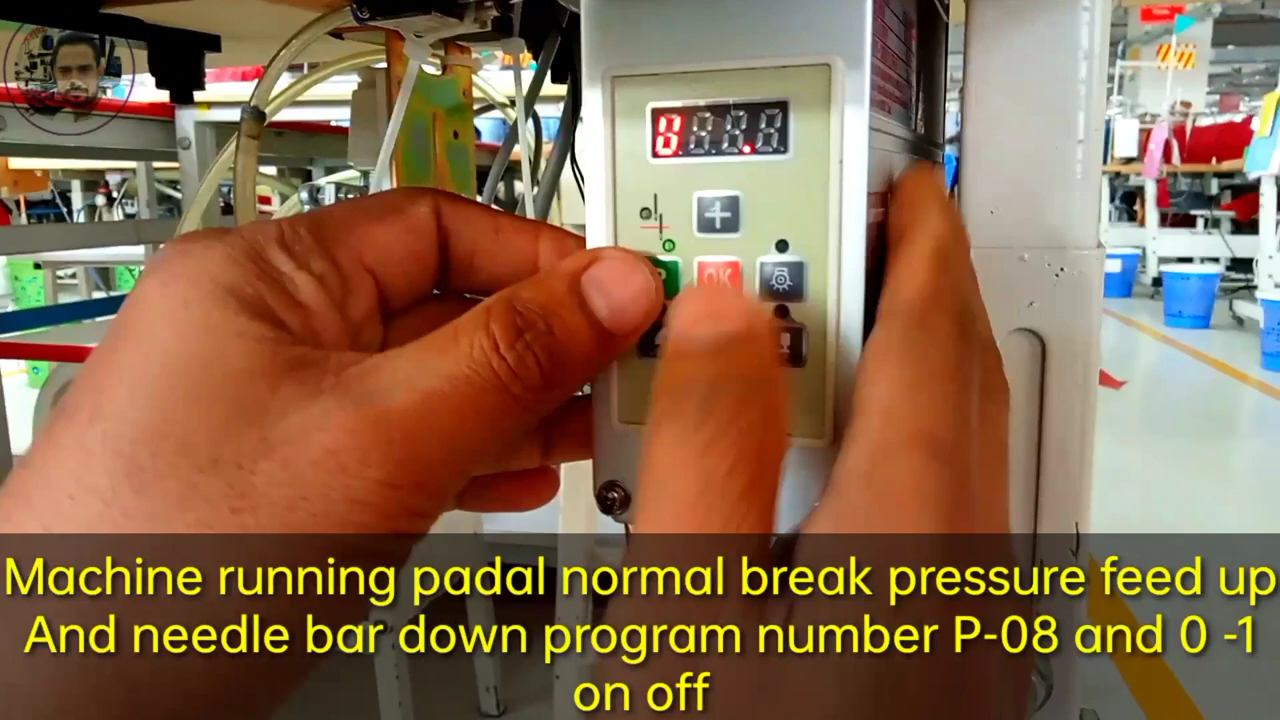 OK
Machine running padal normal break pressure feed up
And needle bar down program number P-08 and 0 -1
on off